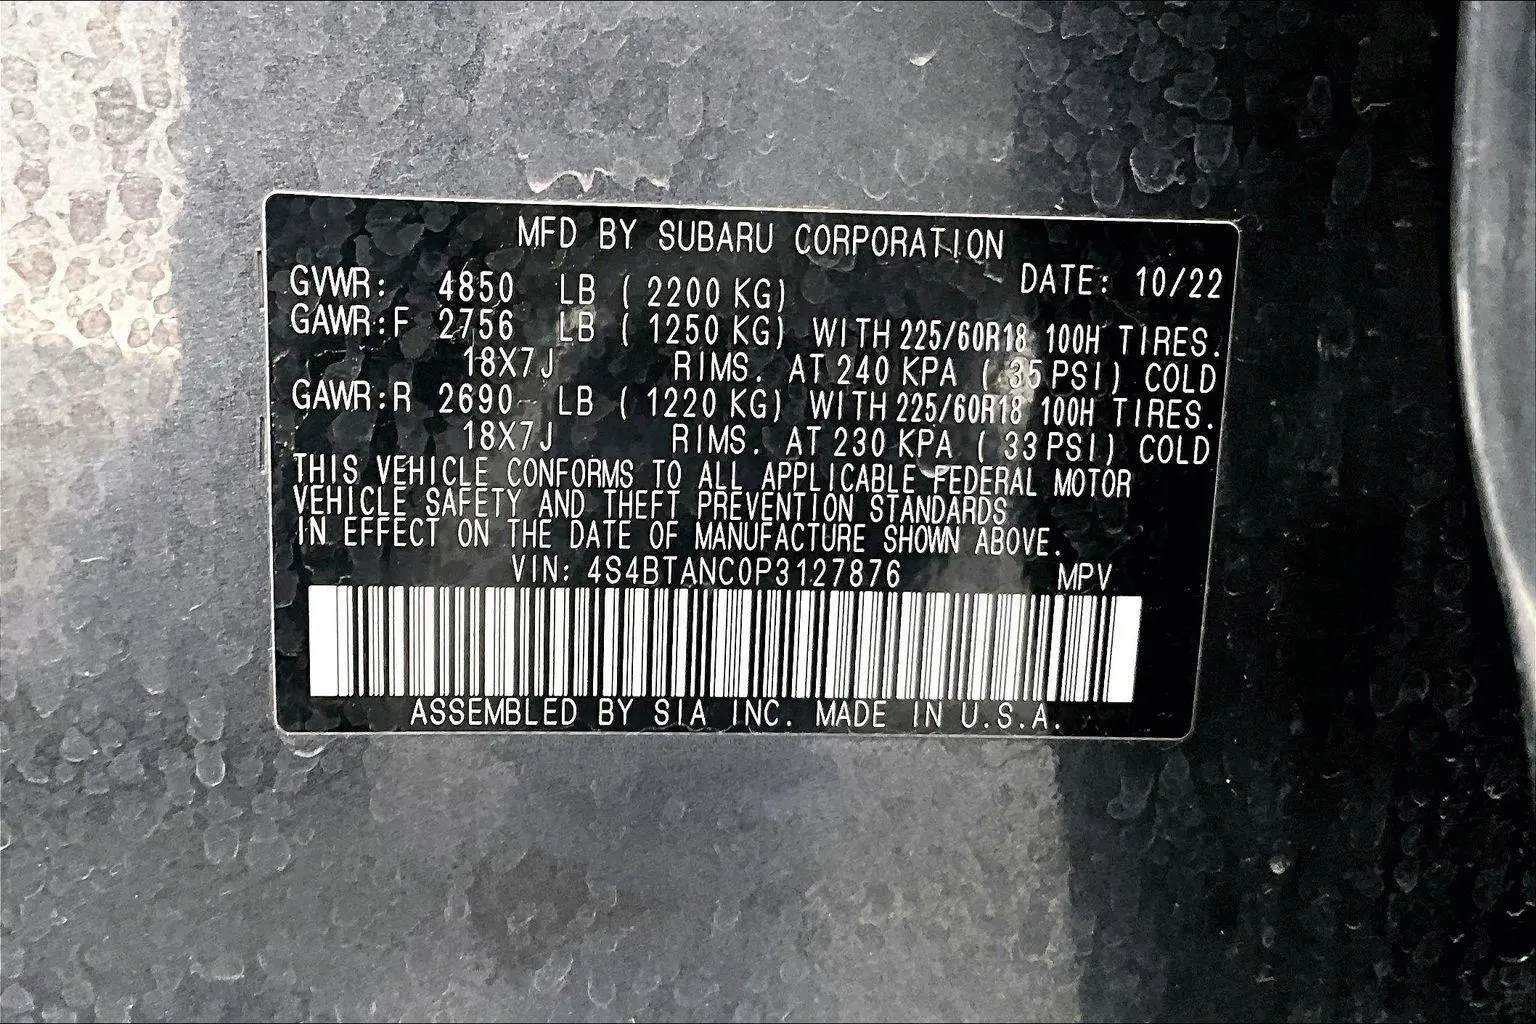 MFD BY SUBARU CORPORATION
DATE: 10/22
GVWR: 4850 LB ( 2200 KG)
GAWR:F 2756 LB ( 1250 KG) WITH 225/60R18 100H TIRES.
18X7J RIMS. AT 240 KPA ( 35 PSI) COLD
GAWR:R 2690 LB ( 1220 KG) WITH 225/60R18 100H TIRES.
18X7J RIMS. AT 230 KPA ( 33 PSI) COLD
THIS VEHICLE CONFORMS TO ALL APPLICABLE FEDERAL MOTOR
VEHICLE SAFETY AND THEFT PREVENTION STANDARDS
IN EFFECT ON THE DATE OF MANUFACTURE SHOWN ABOVE.
VIN: 4S4BTANC0P3127876 MPV
ASSEMBLED BY SIA INC. MADE IN U.S.A.